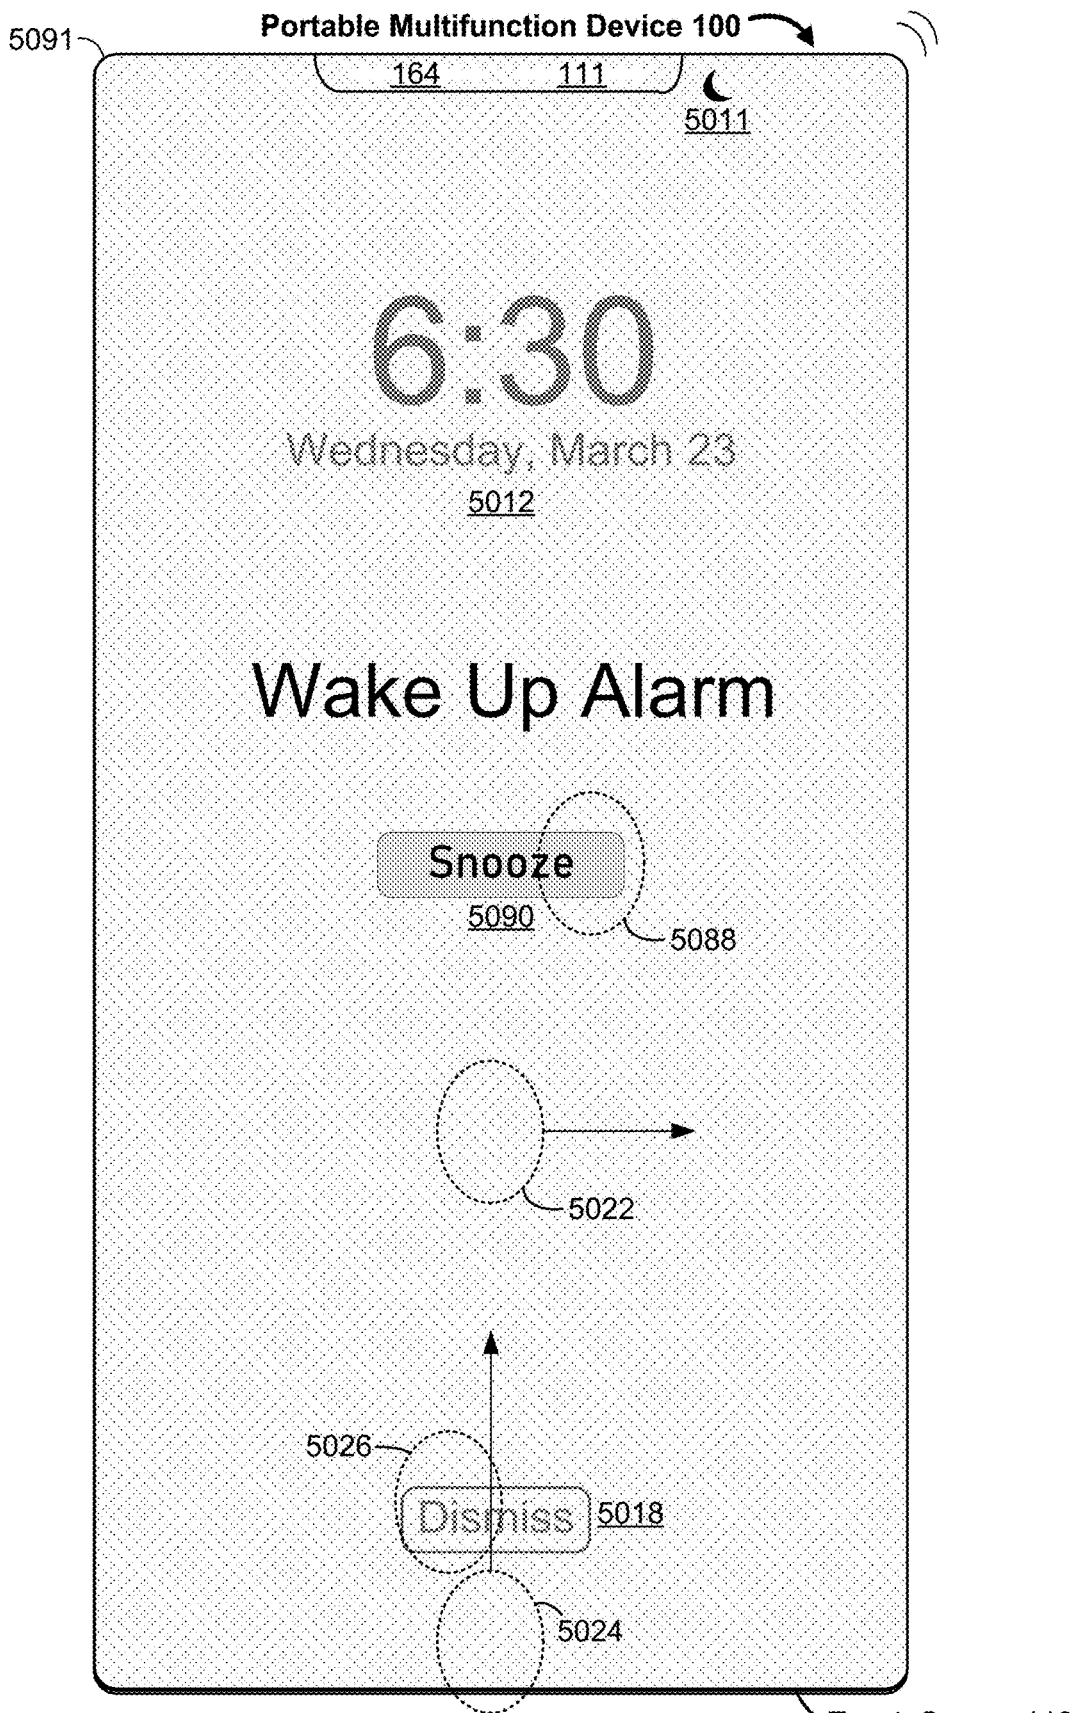 Portable Multifunction Device 100
5091
164 111
5011
6:30
Wednesday, March 23
5012
Wake Up Alarm
Snooze
5090
5088
5022
5026
Dismiss 5018
5024